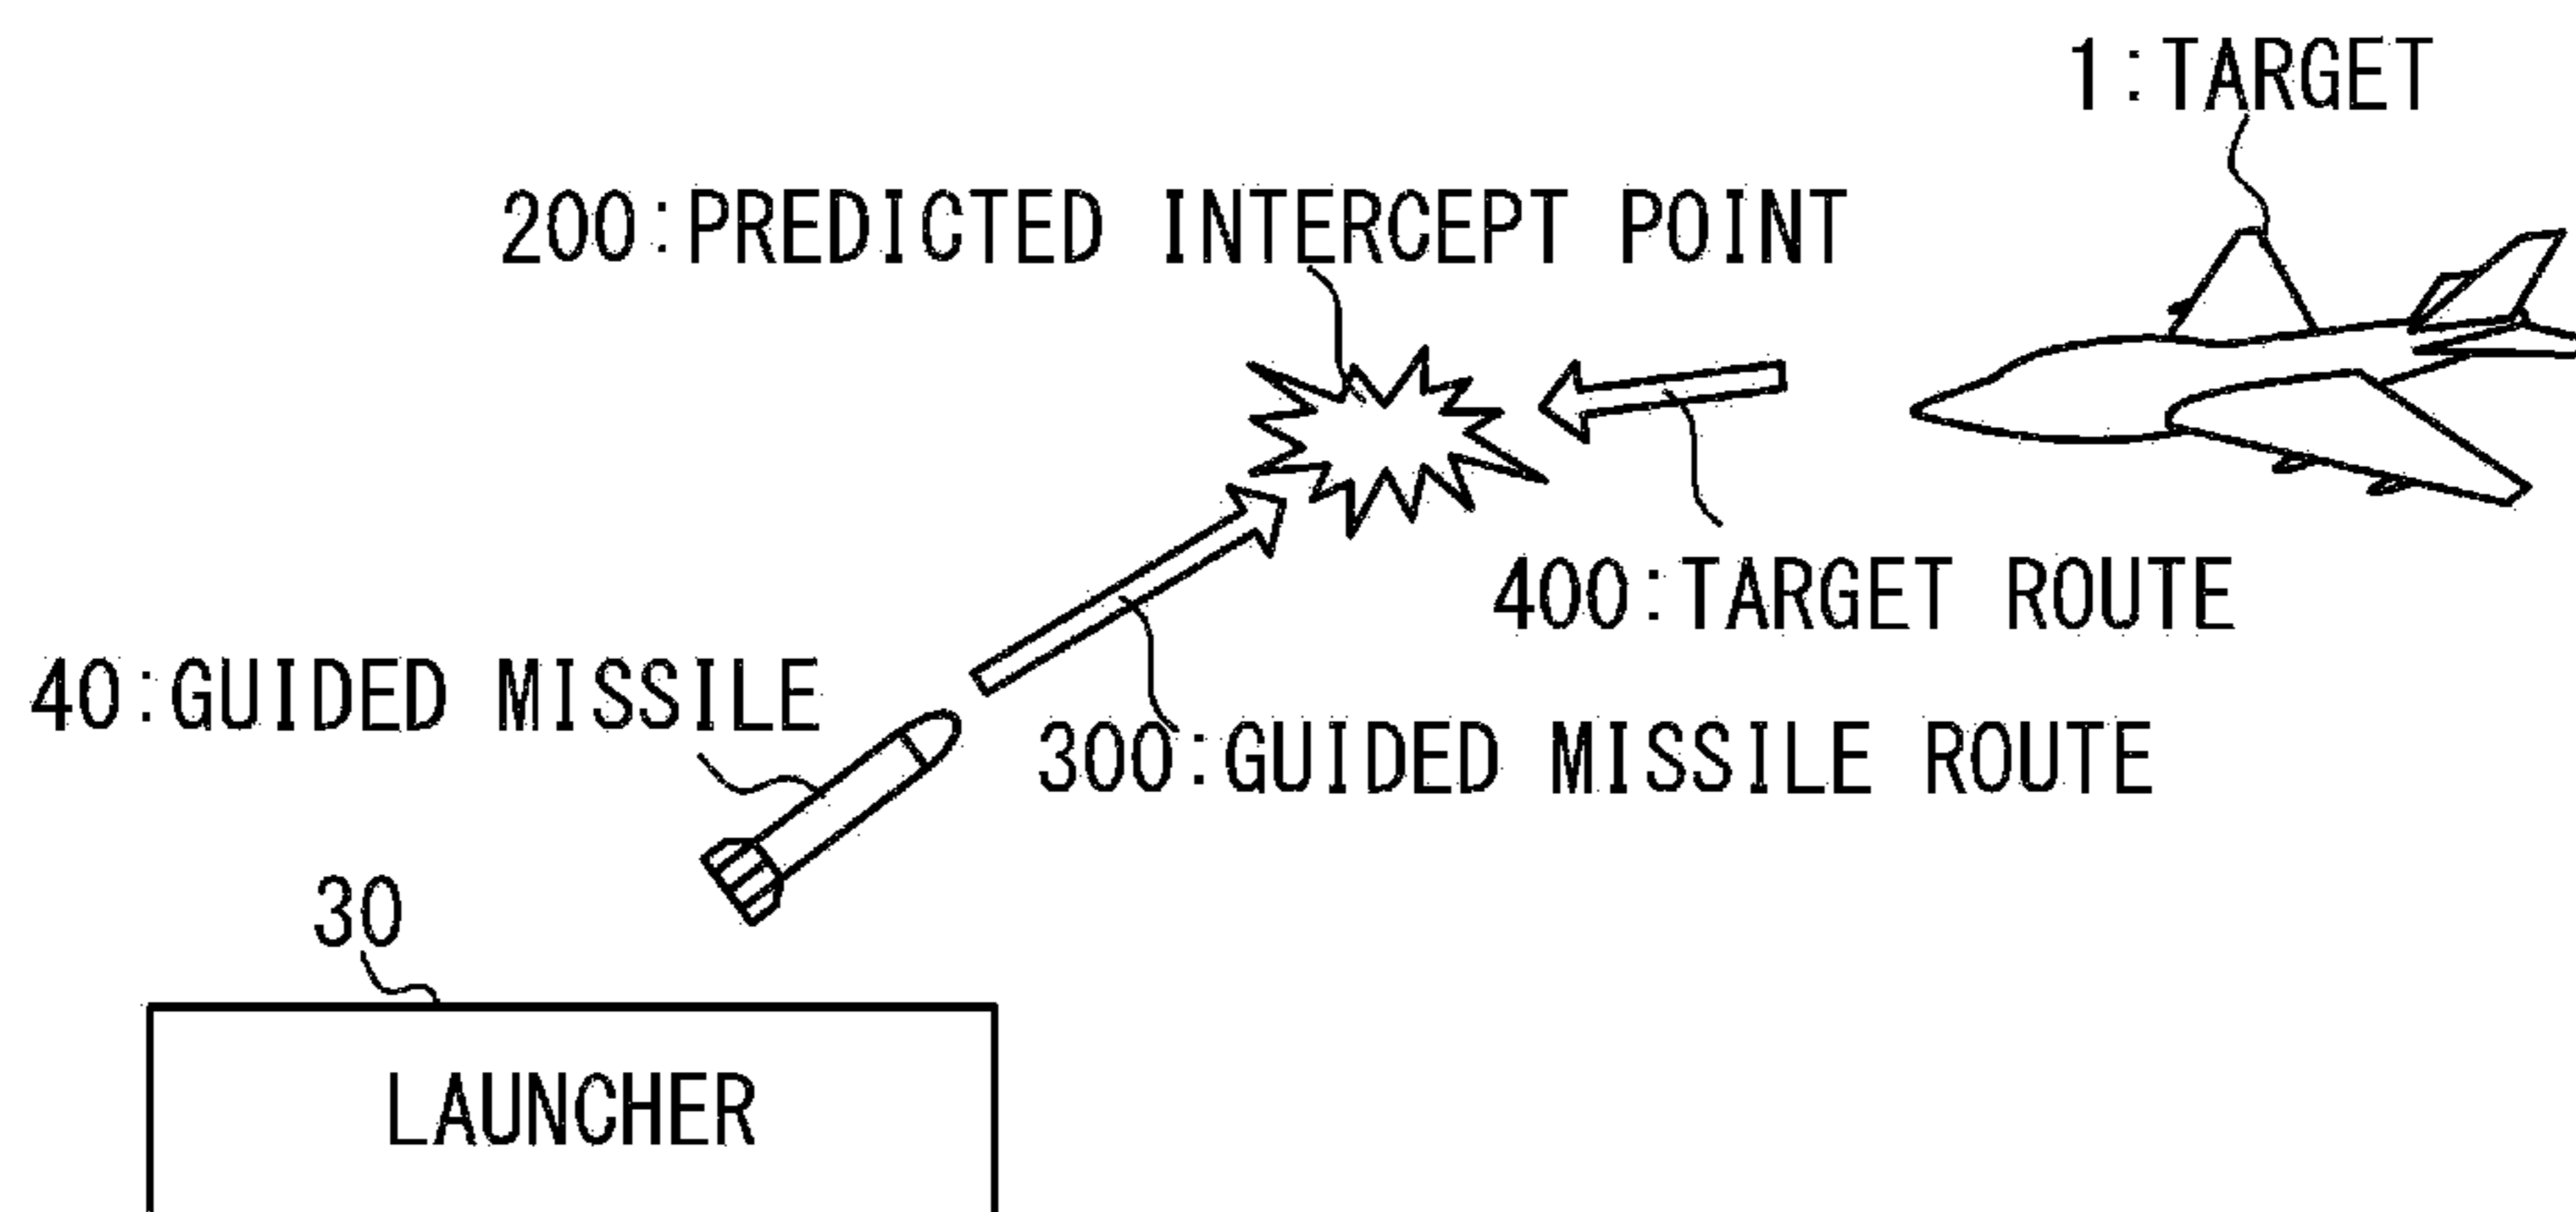 1:TARGET
200:PREDICTED INTERCEPT POINT
400:TARGET ROUTE
40:GUIDED MISSILE
300:GUIDED MISSILE ROUTE
30
LAUNCHER